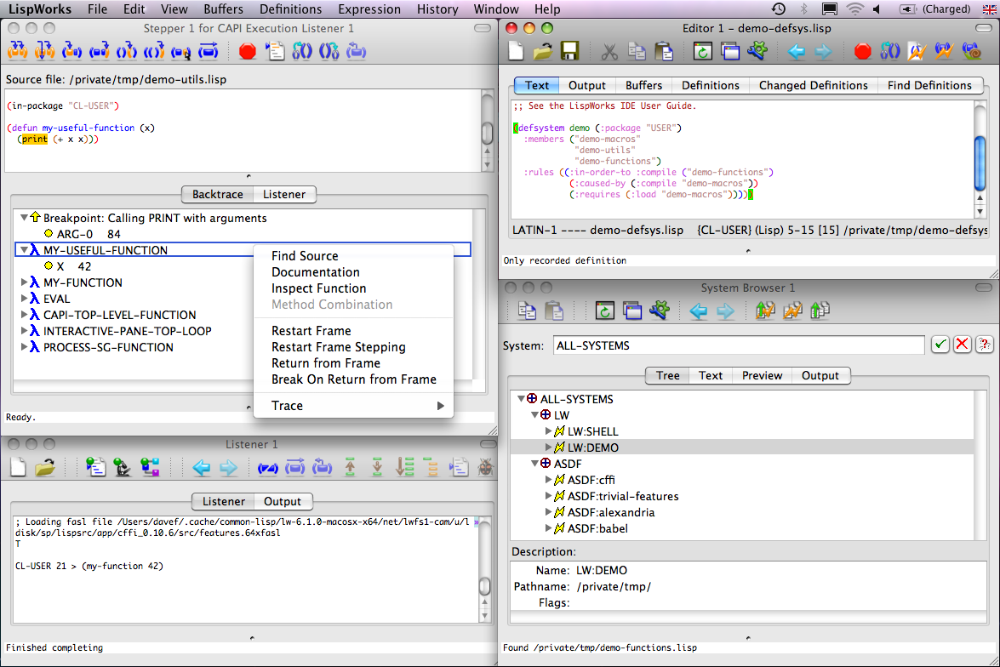 LispWorks File Edit View Buffers Definitions Expression History Window Help (Charged)
Stepper 1 for CAPI Execution Listener 1
Source file: /private/tmp/demo-utils.lisp
(in-package "CL-USER")
(defun my-useful-function (x)
(print (+ x x)))
Backtrace Listener
Breakpoint: Calling PRINT with arguments
ARG-0 84
MY-USEFUL-FUNCTION
X 42
MY-FUNCTION
EVAL
CAPI-TOP-LEVEL-FUNCTION
INTERACTIVE-PANE-TOP-LOOP
PROCESS-SG-FUNCTION
Find Source
Documentation
Inspect Function
Method Combination
Restart Frame
Restart Frame Stepping
Return from Frame
Break On Return from Frame
Trace
Ready.
Listener 1
Listener Output
; Loading fasl file /Users/davef/.cache/common-lisp/lw-6.1.0-macosx-x64/net/lwfs1-cam/u/l
disk/sp/lispsrc/app/cffi_0.10.6/src/features.64xfasl
T
CL-USER 21 > (my-function 42)
Finished completing
Editor 1 - demo-defsys.lisp
Text Output Buffers Definitions Changed Definitions Find Definitions
;; See the LispWorks IDE User Guide.
(defsystem demo (:package "USER")
:members ("demo-macros"
"demo-utils"
"demo-functions")
:rules ((:in-order-to :compile ("demo-functions")
(:caused-by (:compile "demo-macros"))
(:requires (:load "demo-macros")))))
LATIN-1 ---- demo-defsys.lisp {CL-USER} (Lisp) 5-15 [15] /private/tmp/demo-defsys
Only recorded definition
System Browser 1
System: ALL-SYSTEMS
Tree Text Preview Output
ALL-SYSTEMS
LW
LW:SHELL
LW:DEMO
ASDF
ASDF:cffi
ASDF:trivial-features
ASDF:alexandria
ASDF:babel
Description:
Name: LW:DEMO
Pathname: /private/tmp/
Flags:
Found /private/tmp/demo-functions.lisp